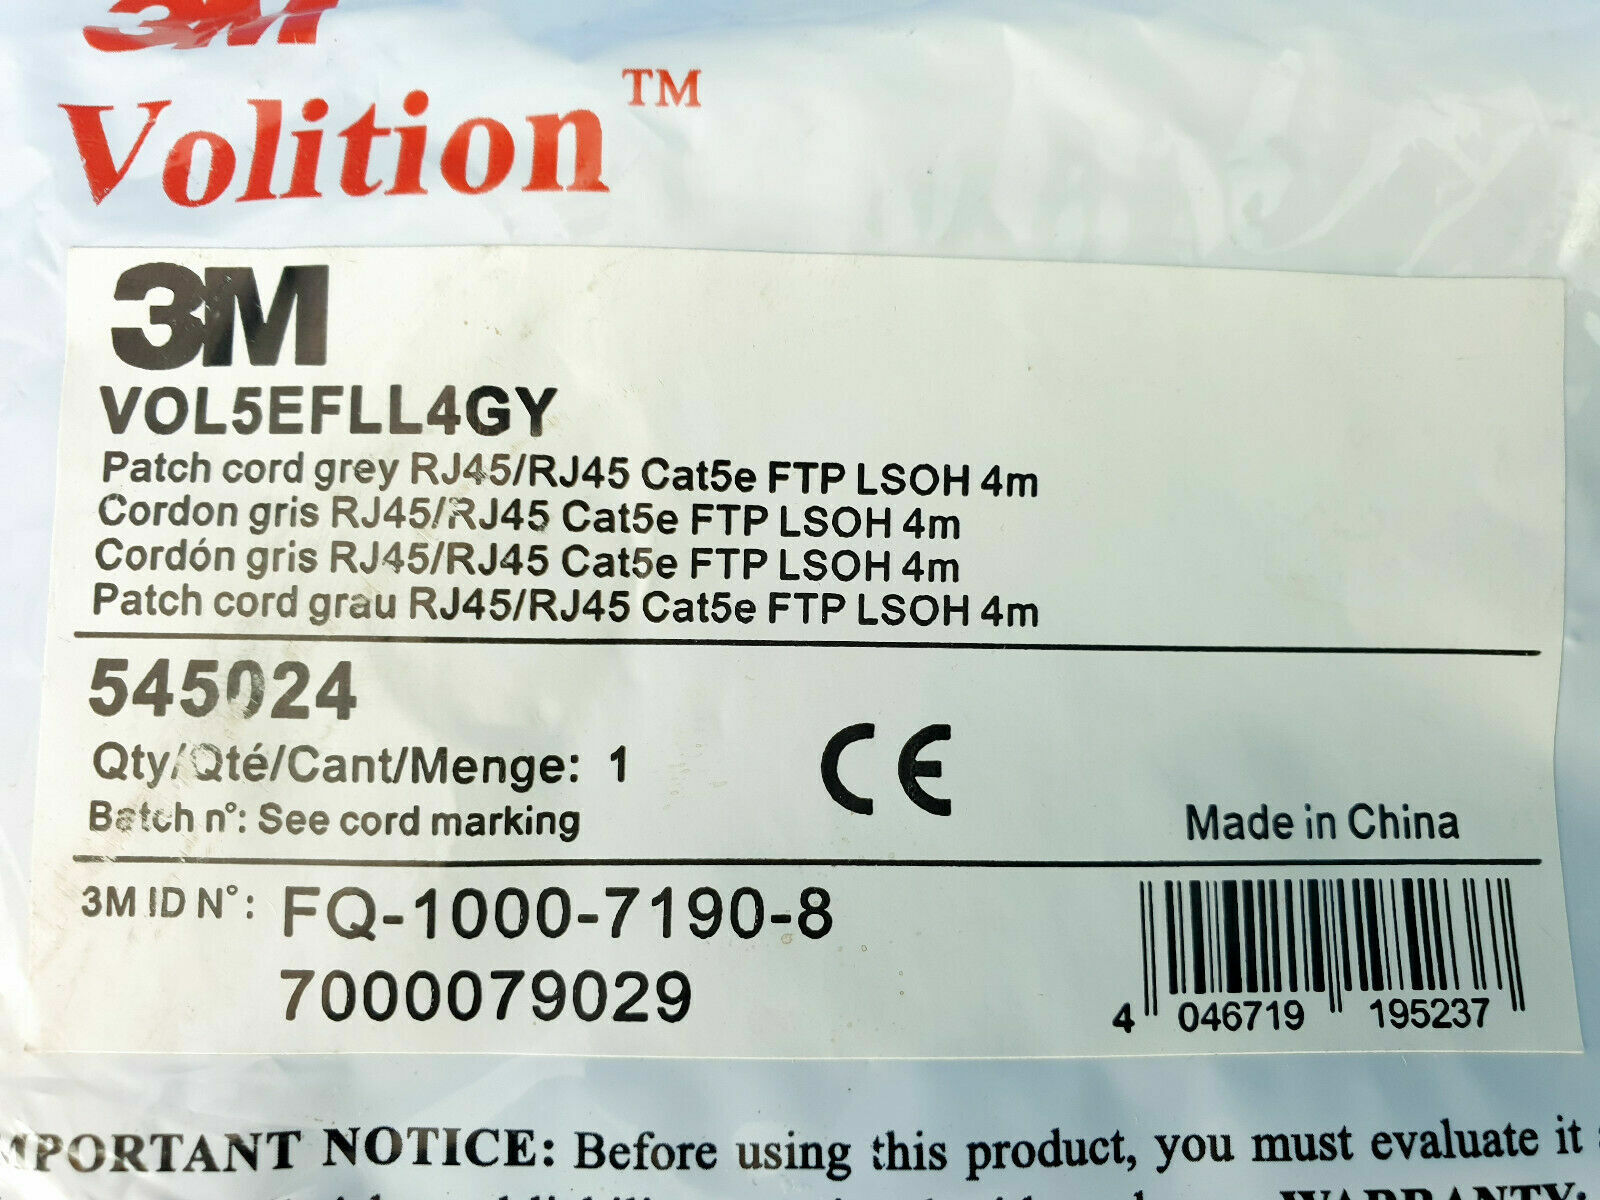 3M
Volition™
3M
VOL5EFLL4GY
Patch cord grey RJ45/RJ45 Cat5e FTP LSOH 4m
Cordon gris RJ45/RJ45 Cat5e FTP LSOH 4m
Cordón gris RJ45/RJ45 Cat5e FTP LSOH 4m
Patch cord grau RJ45/RJ45 Cat5e FTP LSOH 4m
545024
Qty/Qté/Cant/Menge: 1
CE
Batch n°: See cord marking
Made in China
3M ID N°: FQ-1000-7190-8
7000079029
4 046719 195237
IMPORTANT NOTICE: Before using this product, you must evaluate it
WARRANTY: